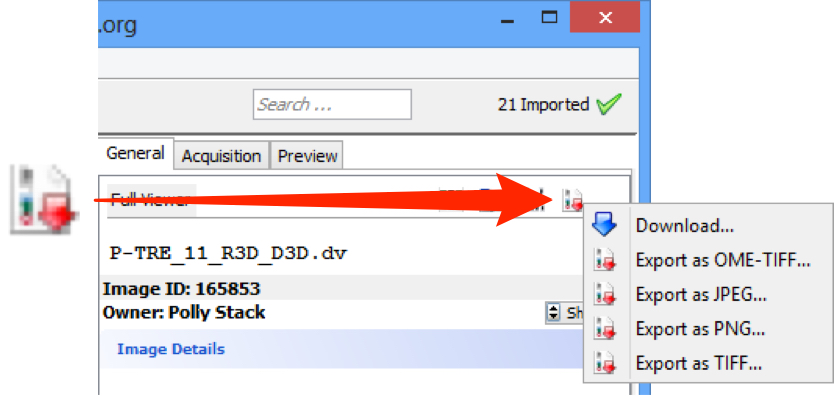 .org
Search ...
21 Imported
General Acquisition Preview
Full Viewer
Download...
P-TRE_11_R3D_D3D.dv
Export as OME-TIFF...
Image ID: 165853
Export as JPEG...
Owner: Polly Stack
Sh
Export as PNG...
Image Details
Export as TIFF...